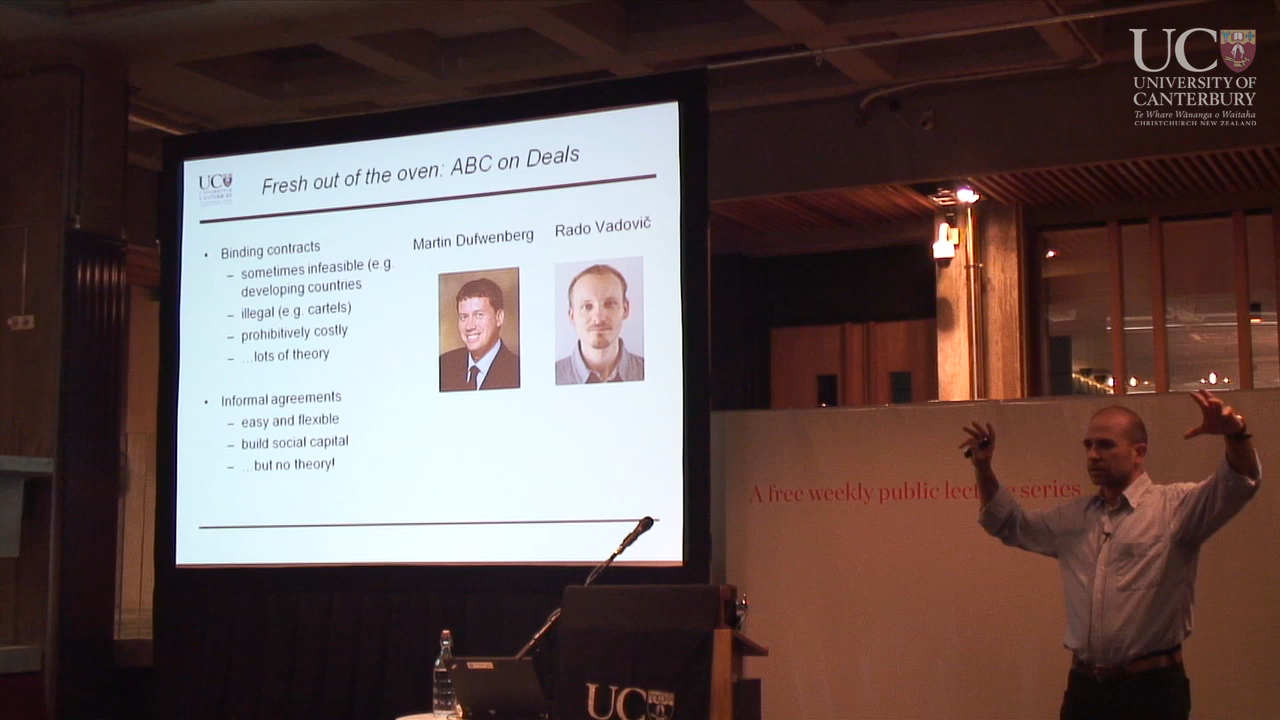 UC
UNIVERSITY OF
CANTERBURY
Te Whare Wānanga o Waitaha
CHRISTCHURCH NEW ZEALAND
UC
Fresh out of the oven: ABC on Deals
• Binding contracts
– sometimes infeasible (e.g.
developing countries
– illegal (e.g. cartels)
– prohibitively costly
– …lots of theory
• Informal agreements
– easy and flexible
– build social capital
– …but no theory!
Martin Dufwenberg
Rado Vadovič
A free weekly public series
UC